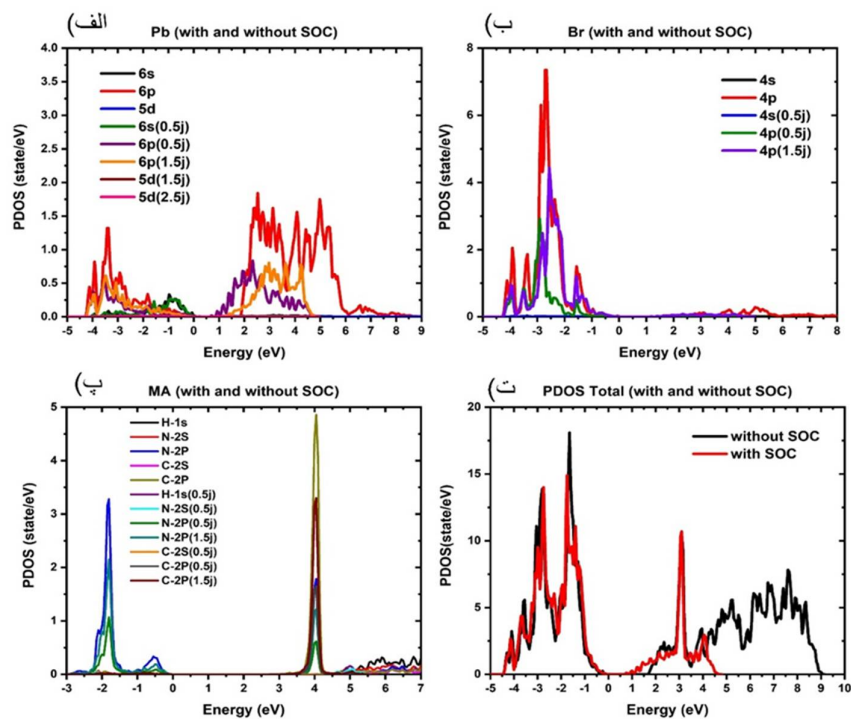 الف)
Pb (with and without SOC)
PDOS (state/eV)
4.0
3.5
3.0
2.5
2.0
1.5
1.0
0.5
0.0
6s
6p
5d
6s(0.5j)
6p(0.5j)
6p(1.5j)
5d(1.5j)
5d(2.5j)
-5 -4 -3 -2 -1 0 1 2 3 4 5 6 7 8 9
Energy (eV)
ب)
Br (with and without SOC)
PDOS (state/eV)
8
6
4
2
0
4s
4p
4s(0.5j)
4p(0.5j)
4p(1.5j)
-5 -4 -3 -2 -1 0 1 2 3 4 5 6 7 8
Energy (eV)
پ)
MA (with and without SOC)
PDOS (state/eV)
5
4
3
2
1
0
H-1s
N-2S
N-2P
C-2S
C-2P
H-1s(0.5j)
N-2S(0.5j)
N-2P(0.5j)
N-2P(1.5j)
C-2S(0.5j)
C-2P(0.5j)
C-2P(1.5j)
-3 -2 -1 0 1 2 3 4 5 6 7
Energy (eV)
ت)
PDOS Total (with and without SOC)
PDOS(state/eV)
20
15
10
5
0
without SOC
with SOC
-5 -4 -3 -2 -1 0 1 2 3 4 5 6 7 8 9 10
Energy (eV)